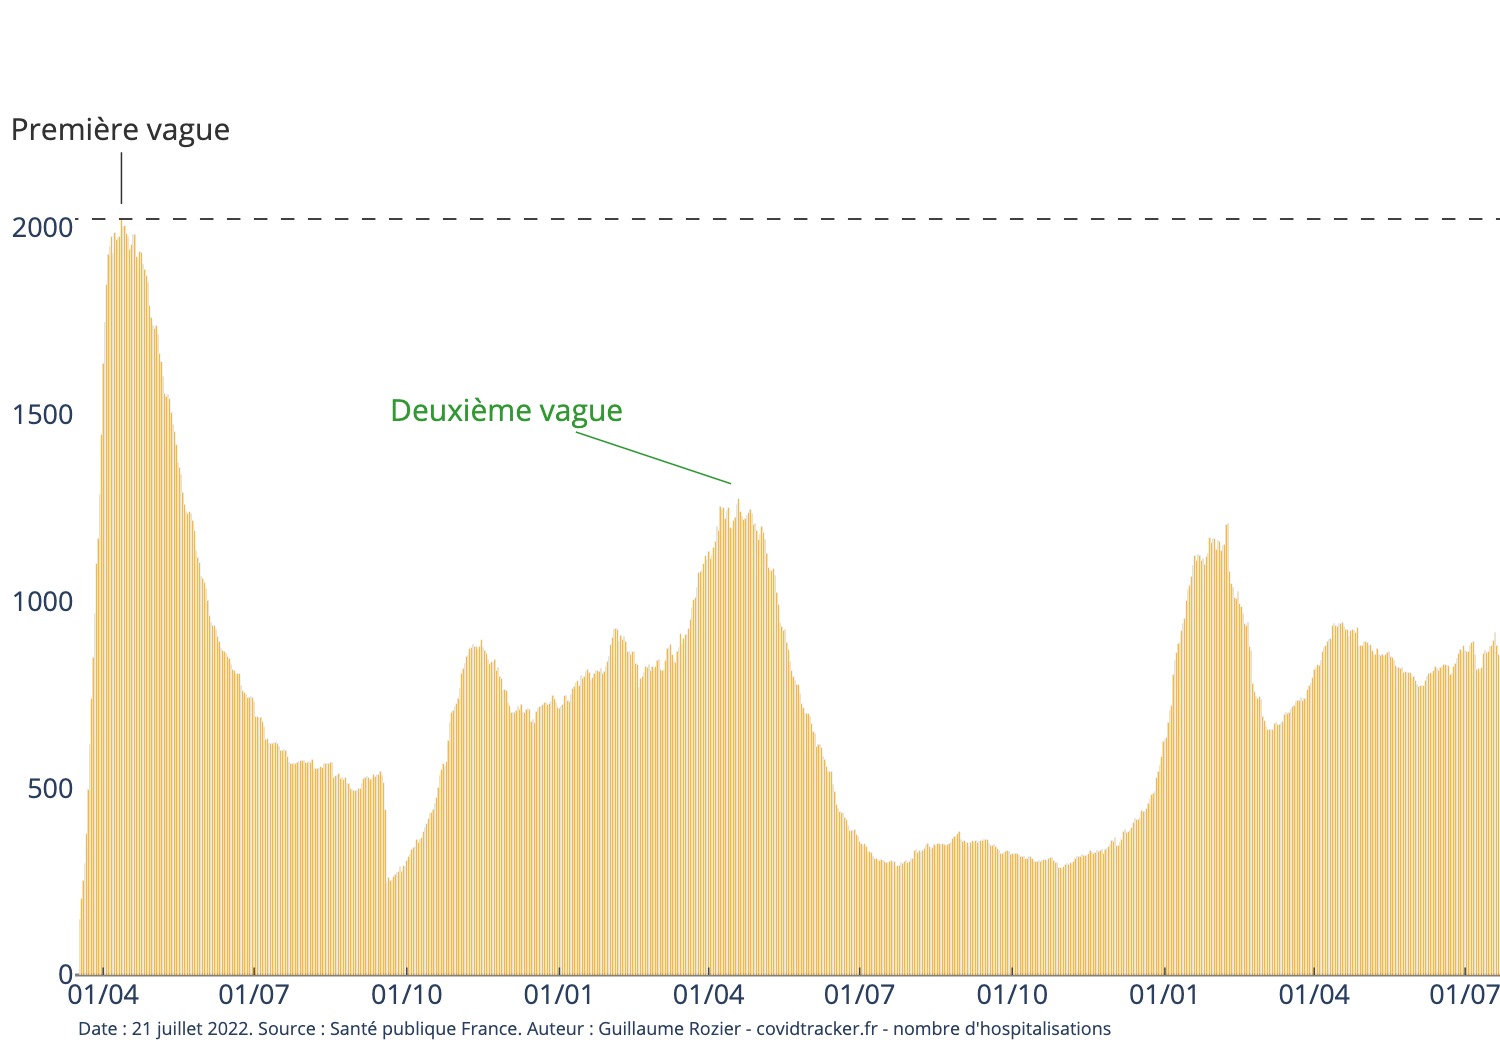 Première vague
2000
1500
Deuxième vague
1000
500
0
01/04 01/07 01/10 01/01 01/04 01/07 01/10 01/01 01/04 01/07
Date : 21 juillet 2022. Source : Santé publique France. Auteur : Guillaume Rozier - covidtracker.fr - nombre d'hospitalisations